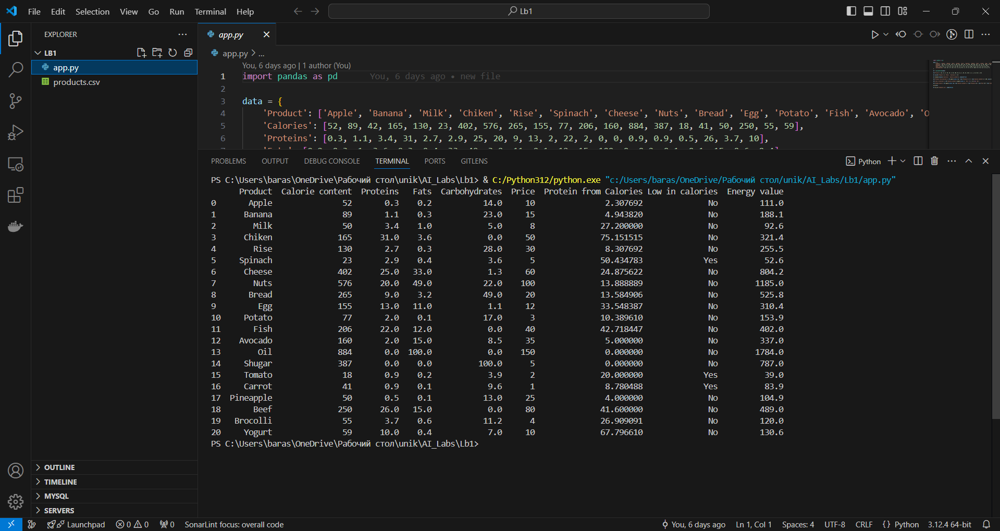 File Edit Selection View Go Run Terminal Help Lb1
EXPLORER
LB1
app.py
products.csv
OUTLINE
TIMELINE
MYSQL
SERVERS
app.py
app.py > ...
You, 6 days ago | 1 author (You)
1 import pandas as pd You, 6 days ago • new file
2
3 data = {
4 'Product': ['Apple', 'Banana', 'Milk', 'Chiken', 'Rise', 'Spinach', 'Cheese', 'Nuts', 'Bread', 'Egg', 'Potato', 'Fish', 'Avocado', 'O
5 'Calories': [52, 89, 42, 165, 130, 23, 402, 576, 265, 155, 77, 206, 160, 884, 387, 18, 41, 50, 250, 55, 59],
6 'Proteins': [0.3, 1.1, 3.4, 31, 2.7, 2.9, 25, 20, 9, 13, 2, 22, 2, 0, 0, 0.9, 0.9, 0.5, 26, 3.7, 10],
PROBLEMS OUTPUT DEBUG CONSOLE TERMINAL PORTS GITLENS Python
PS C:\Users\baras\OneDrive\Рабочий стол\unik\AI_Labs\Lb1> & C:/Python312/python.exe "c:/Users/baras/OneDrive/Рабочий стол/unik/AI_Labs/Lb1/app.py"
Product Calorie content Proteins Fats Carbohydrates Price Protein from Calories Low in calories Energy value
0 Apple 52 0.3 0.2 14.0 10 2.307692 No 111.0
1 Banana 89 1.1 0.3 23.0 15 4.943820 No 188.1
2 Milk 50 3.4 1.0 5.0 8 27.200000 No 92.6
3 Chiken 165 31.0 3.6 0.0 50 75.151515 No 321.4
4 Rise 130 2.7 0.3 28.0 30 8.307692 No 255.5
5 Spinach 23 2.9 0.4 3.6 5 50.434783 Yes 52.6
6 Cheese 402 25.0 33.0 1.3 60 24.875622 No 804.2
7 Nuts 576 20.0 49.0 22.0 100 13.888889 No 1185.0
8 Bread 265 9.0 3.2 49.0 20 13.584906 No 525.8
9 Egg 155 13.0 11.0 1.1 12 33.548387 No 310.4
10 Potato 77 2.0 0.1 17.0 3 10.389610 No 153.9
11 Fish 206 22.0 12.0 0.0 40 42.718447 No 402.0
12 Avocado 160 2.0 15.0 8.5 35 5.000000 No 337.0
13 Oil 884 0.0 100.0 0.0 150 0.000000 No 1784.0
14 Shugar 387 0.0 0.0 100.0 5 0.000000 No 787.0
15 Tomato 18 0.9 0.2 3.9 2 20.000000 Yes 39.0
16 Carrot 41 0.9 0.1 9.6 1 8.780488 Yes 83.9
17 Pineapple 50 0.5 0.1 13.0 25 4.000000 No 104.9
18 Beef 250 26.0 15.0 0.0 80 41.600000 No 489.0
19 Brocolli 55 3.7 0.6 11.2 4 26.909091 No 120.0
20 Yogurt 59 10.0 0.4 7.0 10 67.796610 No 130.6
PS C:\Users\baras\OneDrive\Рабочий стол\unik\AI_Labs\Lb1>
Launchpad 0 0 0 SonarLint focus: overall code You, 6 days ago Ln 1, Col 1 Spaces: 4 UTF-8 CRLF {} Python 3.12.4 64-bit